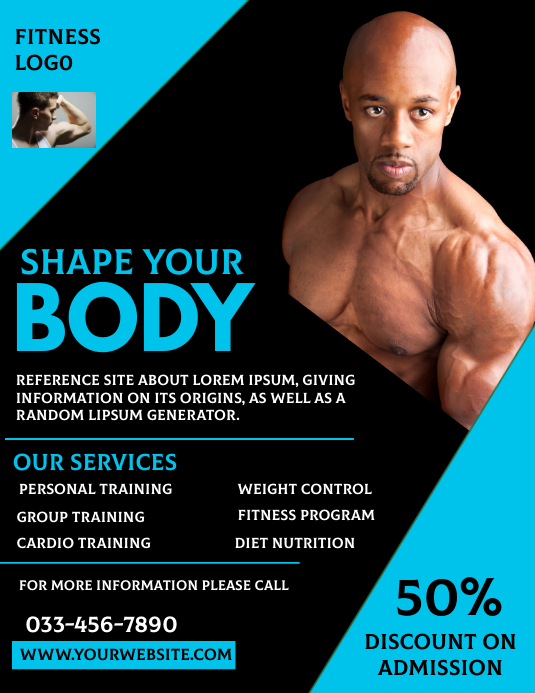 FITNESS
LOGO
SHAPE YOUR
BODY
REFERENCE SITE ABOUT LOREM IPSUM, GIVING
INFORMATION ON ITS ORIGINS, AS WELL AS A
RANDOM LIPSUM GENERATOR.
OUR SERVICES
PERSONAL TRAINING
WEIGHT CONTROL
GROUP TRAINING
FITNESS PROGRAM
CARDIO TRAINING
DIET NUTRITION
FOR MORE INFORMATION PLEASE CALL
033-456-7890
WWW.YOURWEBSITE.COM
50%
DISCOUNT ON
ADMISSION